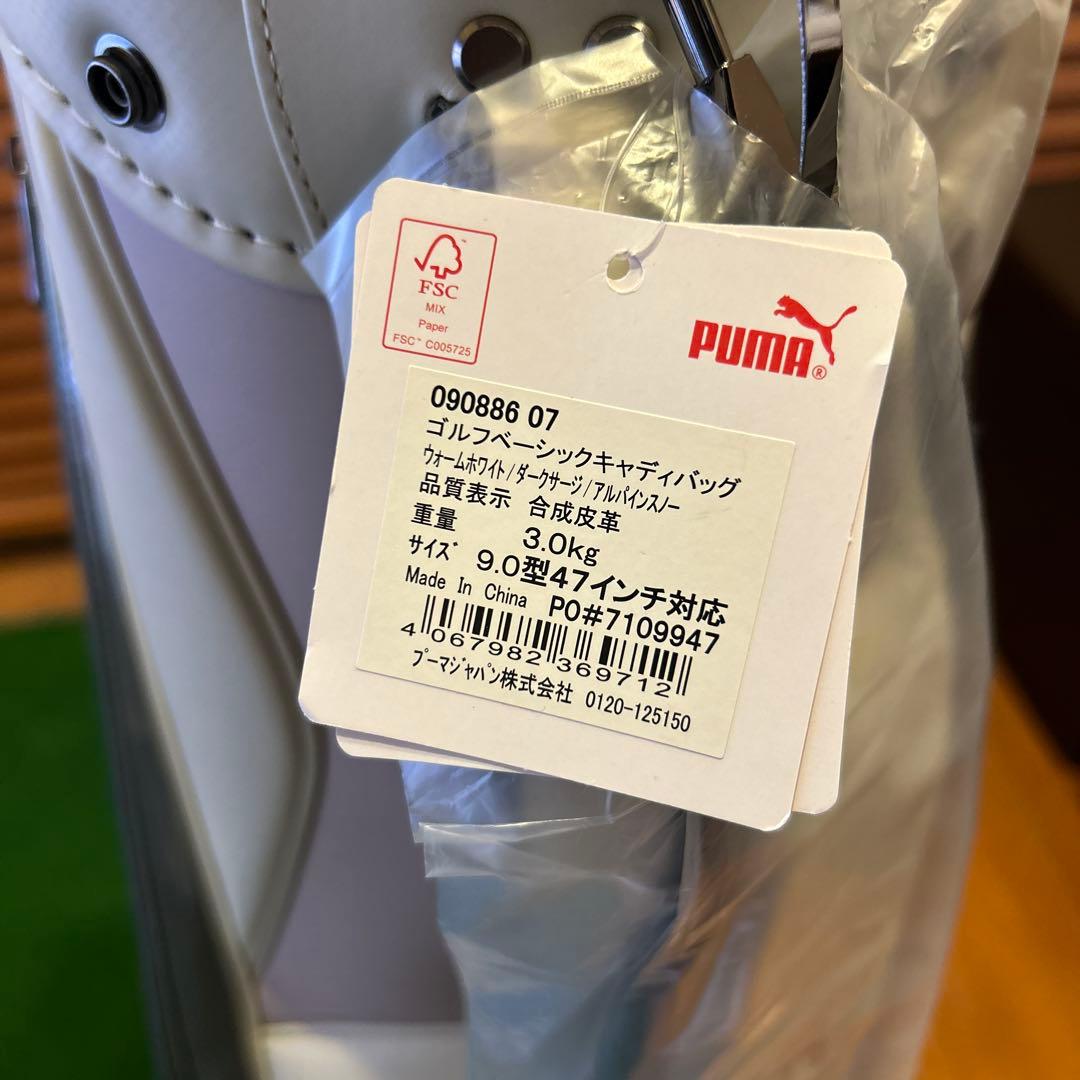 FSC™
MIX
Paper
FSC™ C005725
PUMA®
090886 07
ゴルフベーシックキャディバッグ
ウォームホワイト/ダークサージ/アルパインスノー
品質表示 合成皮革
重量 3.0kg
サイズ 9.0型47インチ対応
Made In China PO#7109947
4 067982 369712
プーマジャパン株式会社 0120-125150